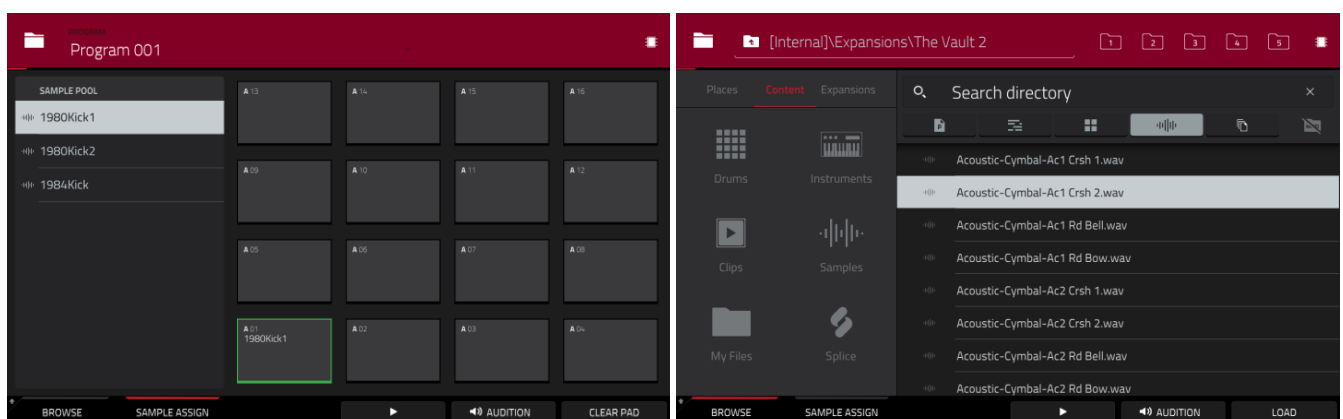 PROGRAM
Program 001
SAMPLE POOL
1980Kick1
1980Kick2
1984Kick
A 13
A 14
A 15
A 16
A 09
A 10
A 11
A 12
A 05
A 06
A 07
A 08
A 01
1980Kick1
A 02
A 03
A 04
BROWSE
SAMPLE ASSIGN
AUDITION
CLEAR PAD
[Internal]\Expansions\The Vault 2
1
2
3
4
5
Places
Content
Expansions
Search directory
Drums
Instruments
Clips
Samples
My Files
Splice
Acoustic-Cymbal-Ac1 Crsh 1.wav
Acoustic-Cymbal-Ac1 Crsh 2.wav
Acoustic-Cymbal-Ac1 Rd Bell.wav
Acoustic-Cymbal-Ac1 Rd Bow.wav
Acoustic-Cymbal-Ac2 Crsh 1.wav
Acoustic-Cymbal-Ac2 Crsh 2.wav
Acoustic-Cymbal-Ac2 Rd Bell.wav
Acoustic-Cymbal-Ac2 Rd Bow.wav
BROWSE
SAMPLE ASSIGN
AUDITION
LOAD